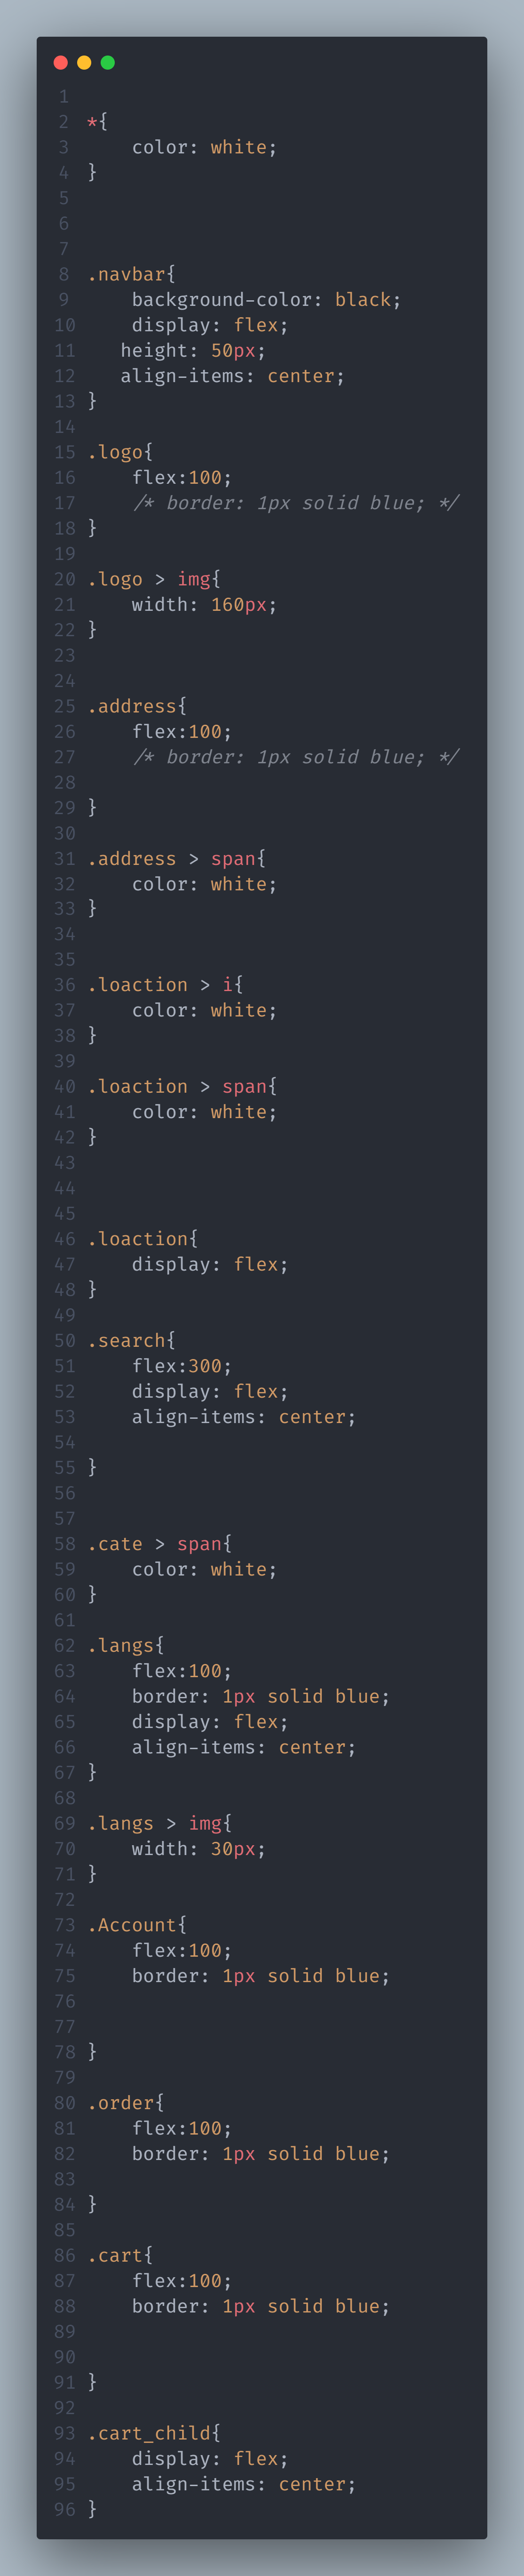 1
2 *{
3     color: white;
4 }
5
6
7
8 .navbar{
9     background-color: black;
10     display: flex;
11    height: 50px;
12    align-items: center;
13 }
14
15 .logo{
16     flex:100;
17     /* border: 1px solid blue; */
18 }
19
20 .logo > img{
21     width: 160px;
22 }
23
24
25 .address{
26     flex:100;
27     /* border: 1px solid blue; */
28
29 }
30
31 .address > span{
32     color: white;
33 }
34
35
36 .loaction > i{
37     color: white;
38 }
39
40 .loaction > span{
41     color: white;
42 }
43
44
45
46 .loaction{
47     display: flex;
48 }
49
50 .search{
51     flex:300;
52     display: flex;
53     align-items: center;
54
55 }
56
57
58 .cate > span{
59     color: white;
60 }
61
62 .langs{
63     flex:100;
64     border: 1px solid blue;
65     display: flex;
66     align-items: center;
67 }
68
69 .langs > img{
70     width: 30px;
71 }
72
73 .Account{
74     flex:100;
75     border: 1px solid blue;
76
77
78 }
79
80 .order{
81     flex:100;
82     border: 1px solid blue;
83
84 }
85
86 .cart{
87     flex:100;
88     border: 1px solid blue;
89
90
91 }
92
93 .cart_child{
94     display: flex;
95     align-items: center;
96 }